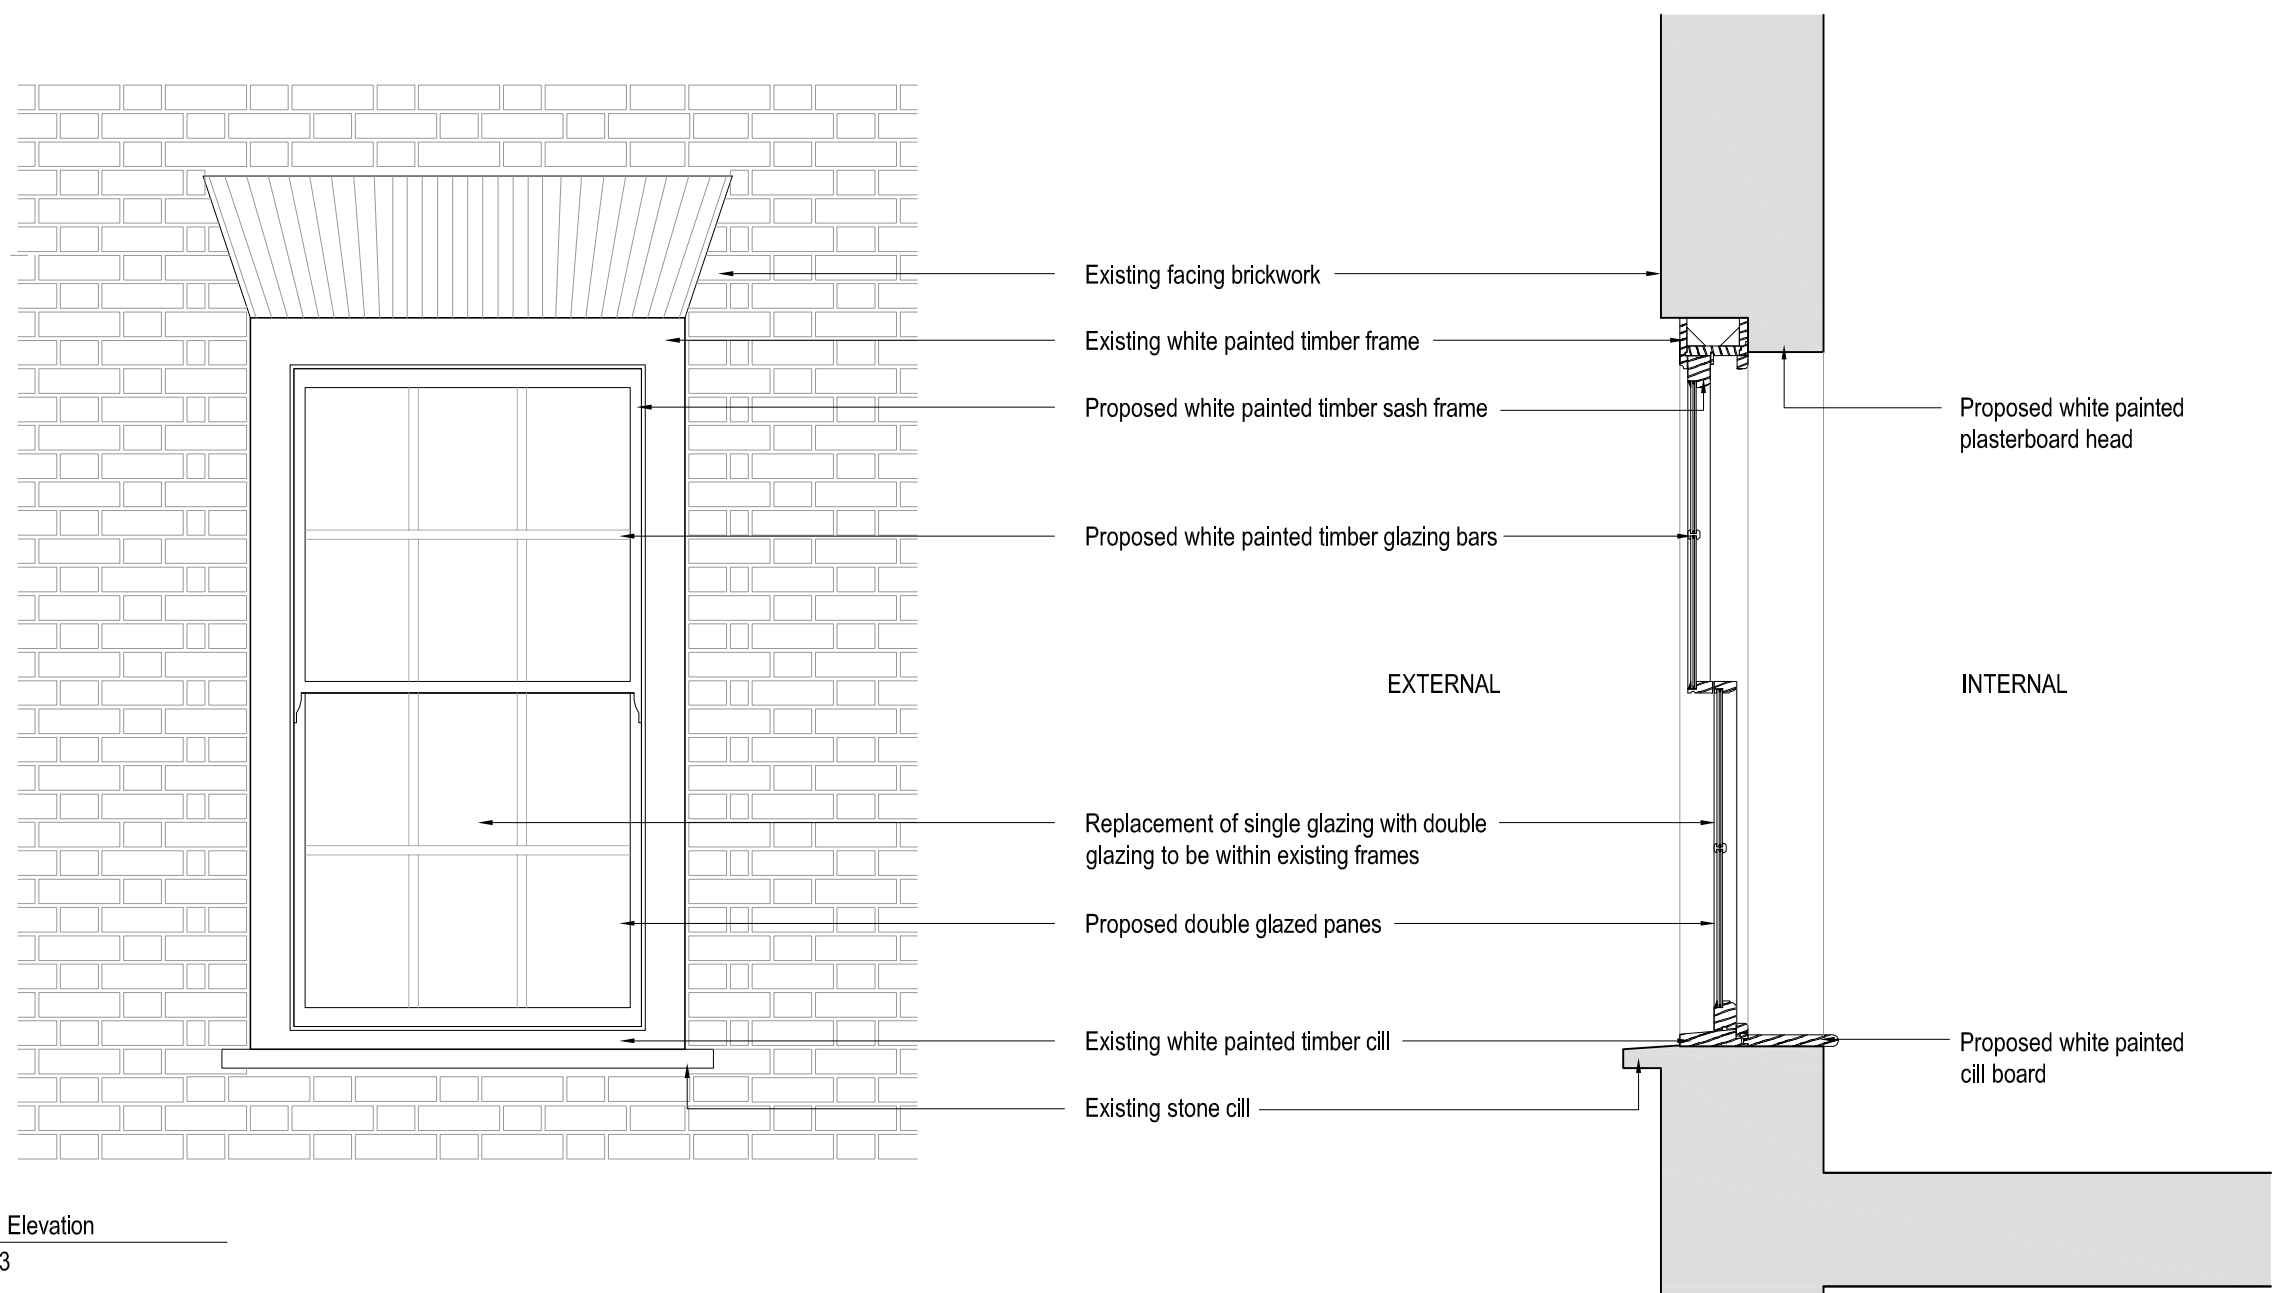 Existing facing brickwork
Existing white painted timber frame
Proposed white painted timber sash frame
Proposed white painted
plasterboard head
Proposed white painted timber glazing bars
EXTERNAL
INTERNAL
Replacement of single glazing with double
glazing to be within existing frames
Proposed double glazed panes
Existing white painted timber cill
Proposed white painted
cill board
Existing stone cill
Elevation
3